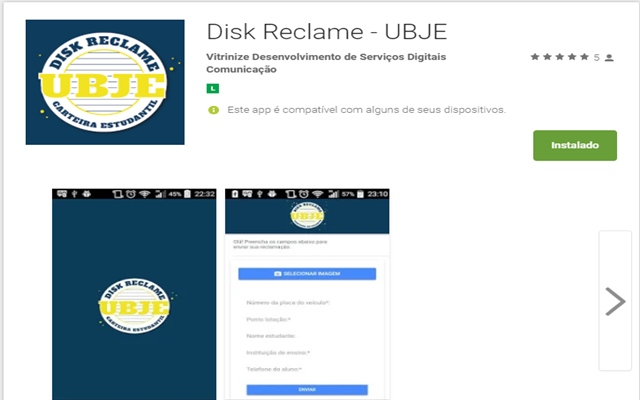 Disk Reclame - UBJE
Vitrinize Desenvolvimento de Serviços Digitais
Comunicação
5
L
Este app é compatível com alguns de seus dispositivos.
Instalado
DISK RECLAME
UBJE
CARTEIRA ESTUDANTIL
45% 22:32
DISK RECLAME
UBJE
CARTEIRA ESTUDANTIL
57% 23:10
DISK RECLAME
UBJE
Olá! Preencha os campos abaixo para
enviar sua reclamação.
SELECIONAR IMAGEM
Número da placa do veículo*:
Ponto lotação:*
Nome estudante:
Instituição de ensino:*
Telefone do aluno:*
ENVIAR